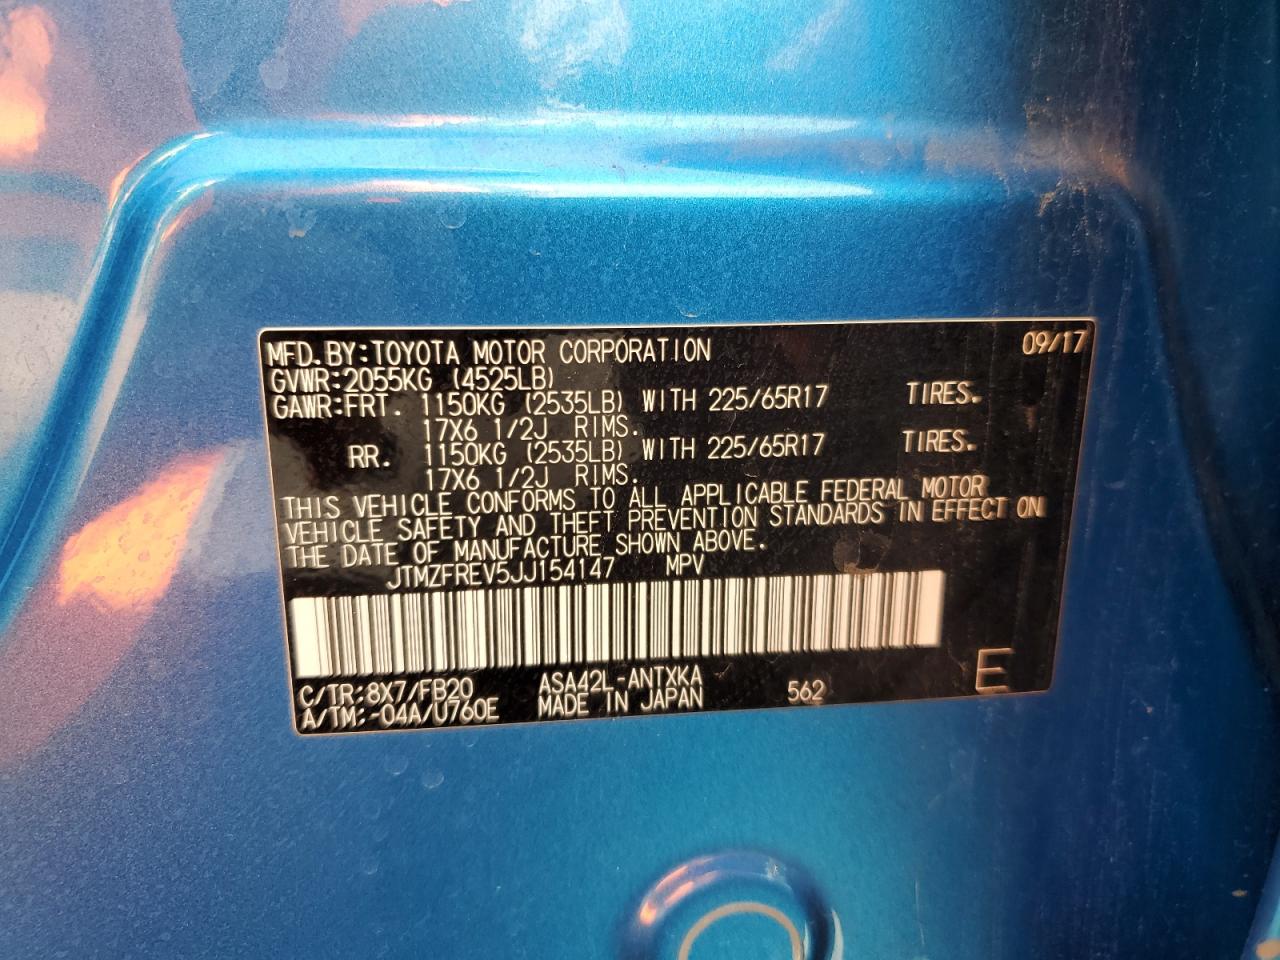 MFD.BY:TOYOTA MOTOR CORPORATION 09/17
GVWR:2055KG (4525LB)
GAWR:FRT. 1150KG (2535LB) WITH 225/65R17 TIRES.
17X6 1/2J RIMS.
RR. 1150KG (2535LB) WITH 225/65R17 TIRES.
17X6 1/2J RIMS.
THIS VEHICLE CONFORMS TO ALL APPLICABLE FEDERAL MOTOR
VEHICLE SAFETY AND THEFT PREVENTION STANDARDS IN EFFECT ON
THE DATE OF MANUFACTURE SHOWN ABOVE.
JTMZFREV5JJ154147 MPV
C/TR:8X7/FB20 ASA42L-ANTXKA 562 E
A/TM:-04A/U760E MADE IN JAPAN